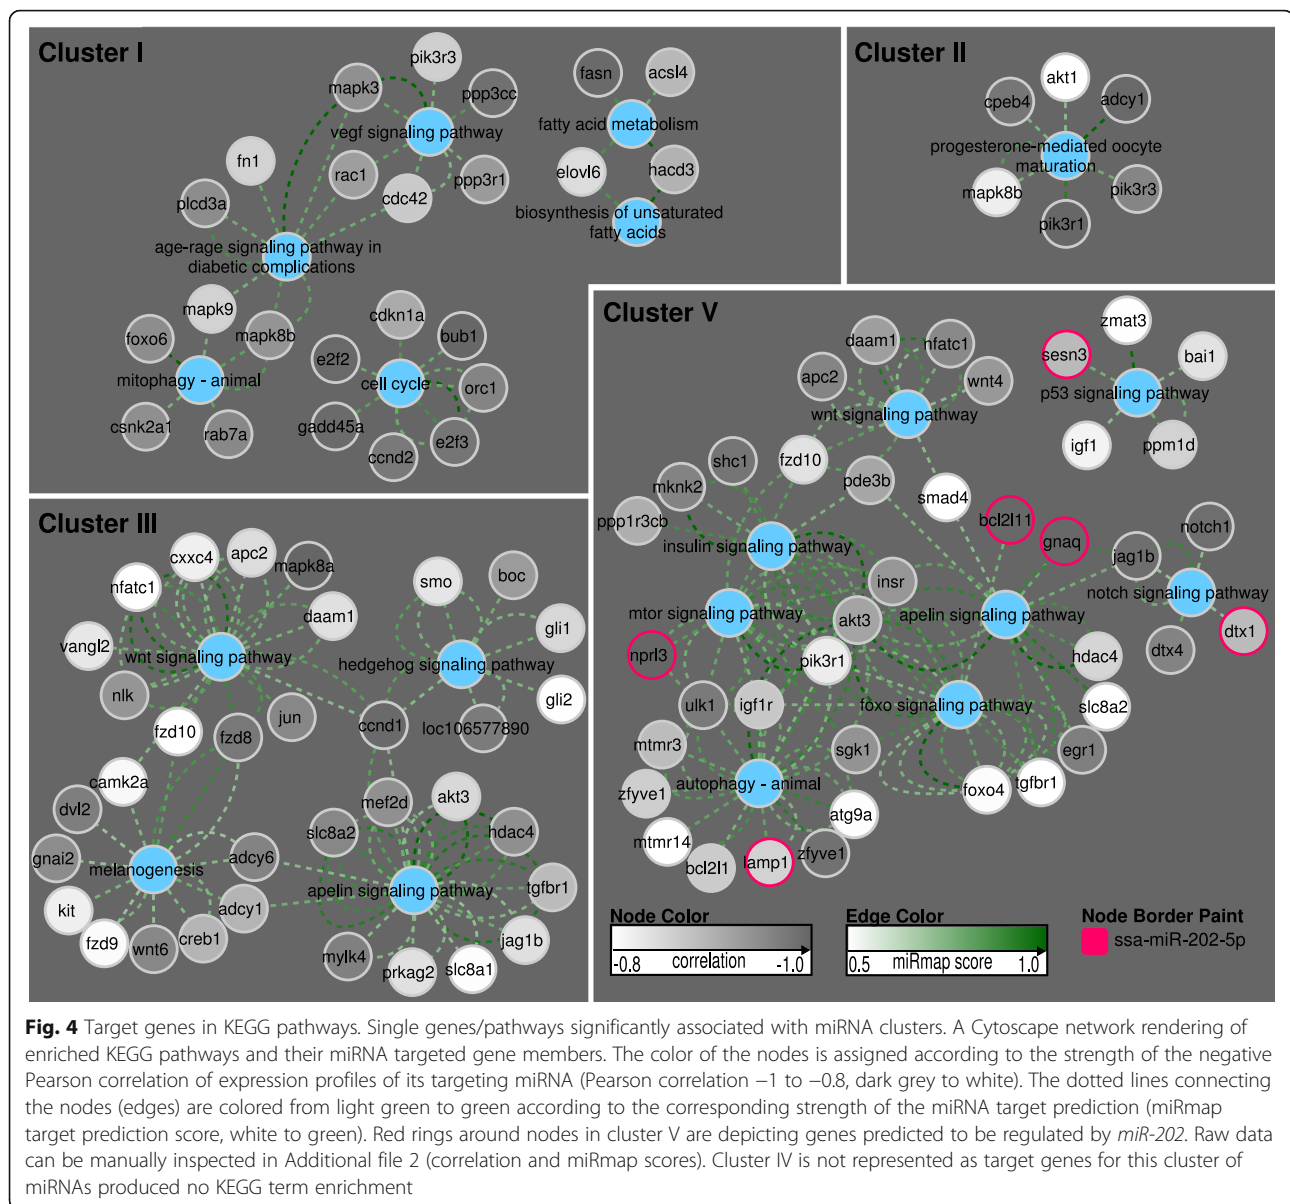 Cluster I
pik3r3
mapk3
ppp3cc
vegf signaling pathway
fn1
rac1
ppp3r1
plcd3a
cdc42
age-rage signaling pathway in
diabetic complications
mapk9
foxo6
mapk8b
mitophagy - animal
csnk2a1
rab7a
fasn
acsl4
fatty acid metabolism
elovl6
hacd3
biosynthesis of unsaturated
fatty acids
cdkn1a
bub1
e2f2
cell cycle
orc1
gadd45a
e2f3
ccnd2
Cluster II
akt1
cpeb4
adcy1
progesterone-mediated oocyte
maturation
mapk8b
pik3r3
pik3r1
Cluster III
cxxc4
apc2
mapk8a
nfatc1
daam1
vangl2
wnt signaling pathway
nlk
jun
fzd10
fzd8
camk2a
smo
boc
gli1
hedgehog signaling pathway
gli2
ccnd1
loc106577890
dvl2
gnai2
melanogenesis
adcy6
kit
adcy1
fzd9
wnt6
creb1
mef2d
akt3
slc8a2
hdac4
apelin signaling pathway
tgfbr1
jag1b
mylk4
prkag2
slc8a1
Cluster V
daam1
nfatc1
apc2
wnt4
wnt signaling pathway
zmat3
sesn3
bai1
p53 signaling pathway
igf1
ppm1d
shc1
fzd10
mknk2
pde3b
smad4
ppp1r3cb
bcl2l11
insulin signaling pathway
gnaq
notch1
jag1b
insr
notch signaling pathway
mtor signaling pathway
akt3
apelin signaling pathway
dtx1
nprl3
pik3r1
hdac4
dtx4
ulk1
igf1r
foxo signaling pathway
slc8a2
mtmr3
sgk1
egr1
autophagy - animal
foxo4
tgfbr1
zfyve1
atg9a
mtmr14
bcl2l1
lamp1
zfyve1
Node Color
-0.8 correlation -1.0
Edge Color
0.5 miRmap score 1.0
Node Border Paint
ssa-miR-202-5p
Fig. 4 Target genes in KEGG pathways. Single genes/pathways significantly associated with miRNA clusters. A Cytoscape network rendering of
enriched KEGG pathways and their miRNA targeted gene members. The color of the nodes is assigned according to the strength of the negative
Pearson correlation of expression profiles of its targeting miRNA (Pearson correlation −1 to −0.8, dark grey to white). The dotted lines connecting
the nodes (edges) are colored from light green to green according to the corresponding strength of the miRNA target prediction (miRmap
target prediction score, white to green). Red rings around nodes in cluster V are depicting genes predicted to be regulated by miR-202. Raw data
can be manually inspected in Additional file 2 (correlation and miRmap scores). Cluster IV is not represented as target genes for this cluster of
miRNAs produced no KEGG term enrichment